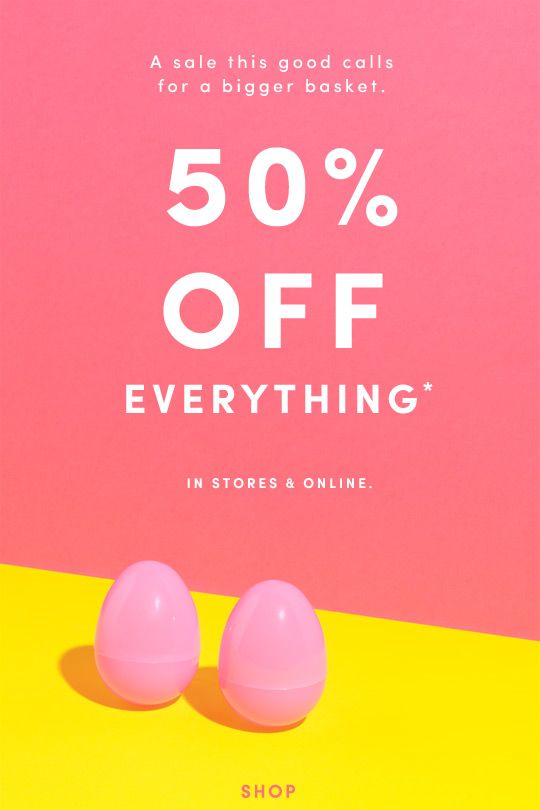 A sale this good calls
for a bigger basket.
50%
OFF
EVERYTHING*
IN STORES & ONLINE.
SHOP